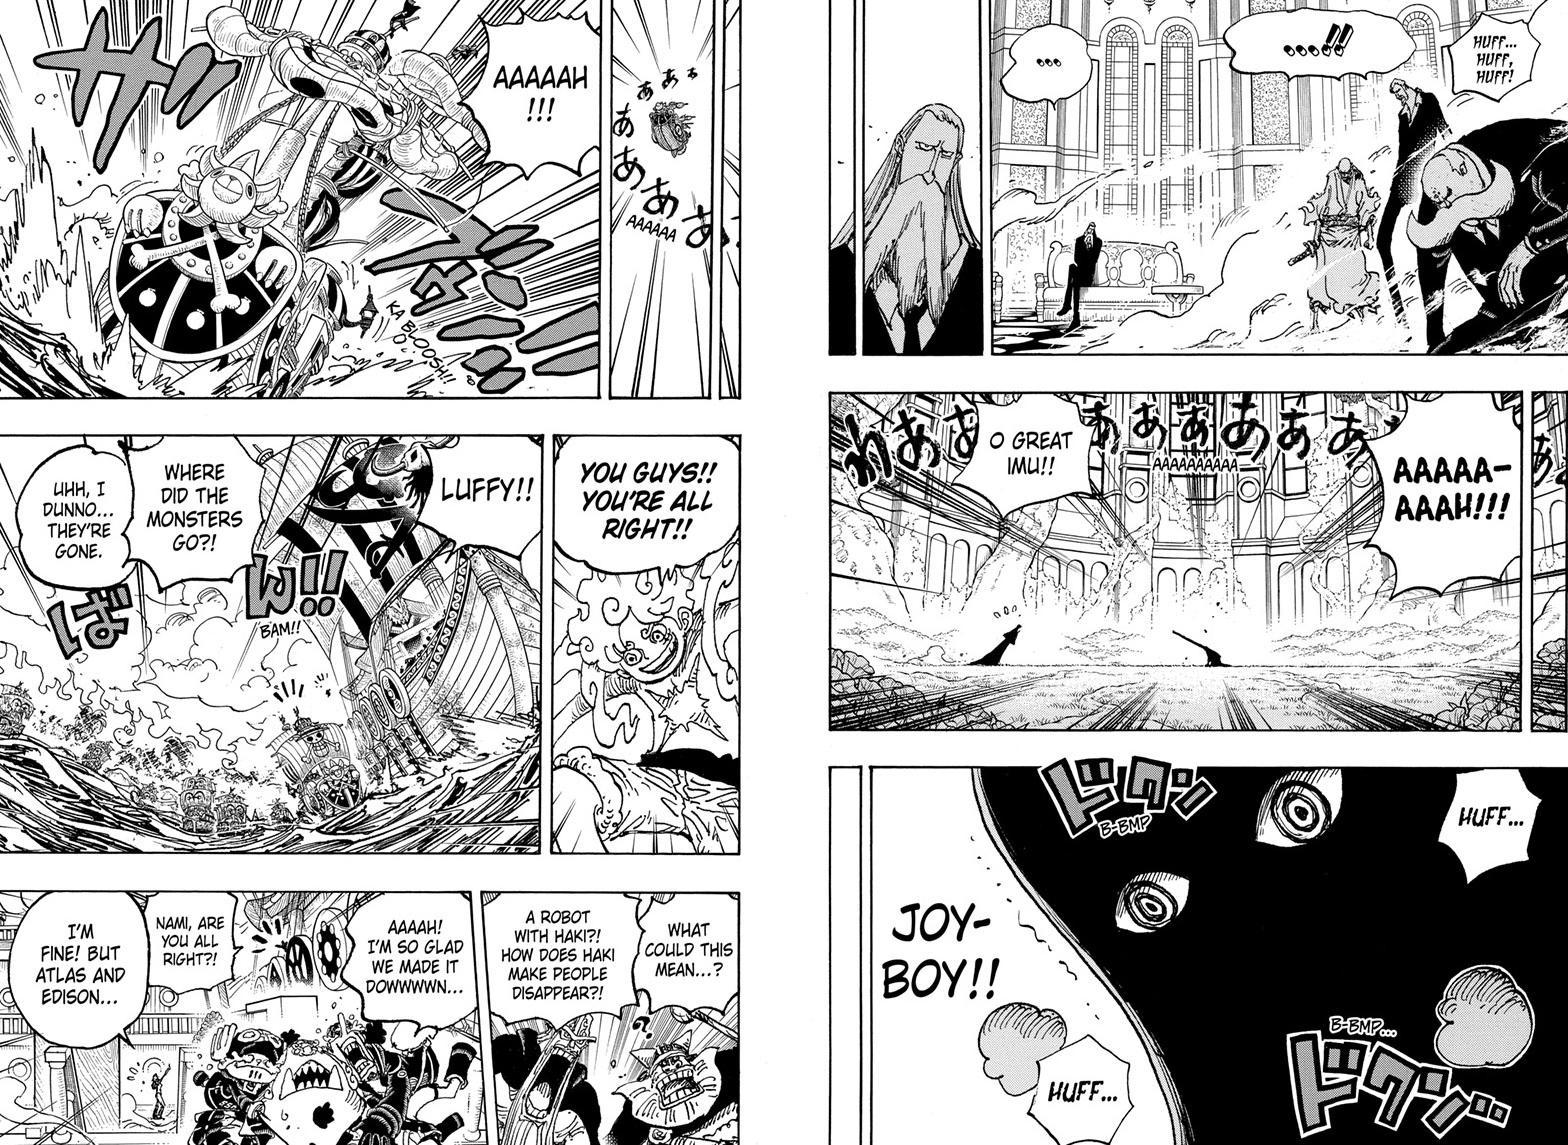 HUFF...
HUFF,
HUFF!
.....!!
...
AAAAA-
AAAH!!!
ああああああああ
AAAAAAAAAA
O GREAT
IMU!!
HUFF...
ドクン
B-BMP
JOY-
BOY!!
B-BMP...
ドクン...
HUFF...
あああああああ
AAAAAA
AAAAAH
!!!
KABOOSH!!
YOU GUYS!!
YOU'RE ALL
RIGHT!!
LUFFY!!
WHERE
DID THE
MONSTERS
GO?!
UHH, I
DUNNO...
THEY'RE
GONE.
ばん!!
BAM!!
WHAT
COULD THIS
MEAN...?
?
A ROBOT
WITH HAKI?!
HOW DOES HAKI
MAKE PEOPLE
DISAPPEAR?!
AAAAH!
I'M SO GLAD
WE MADE IT
DOWWWWN...
NAMI, ARE
YOU ALL
RIGHT?!
I'M
FINE! BUT
ATLAS AND
EDISON...